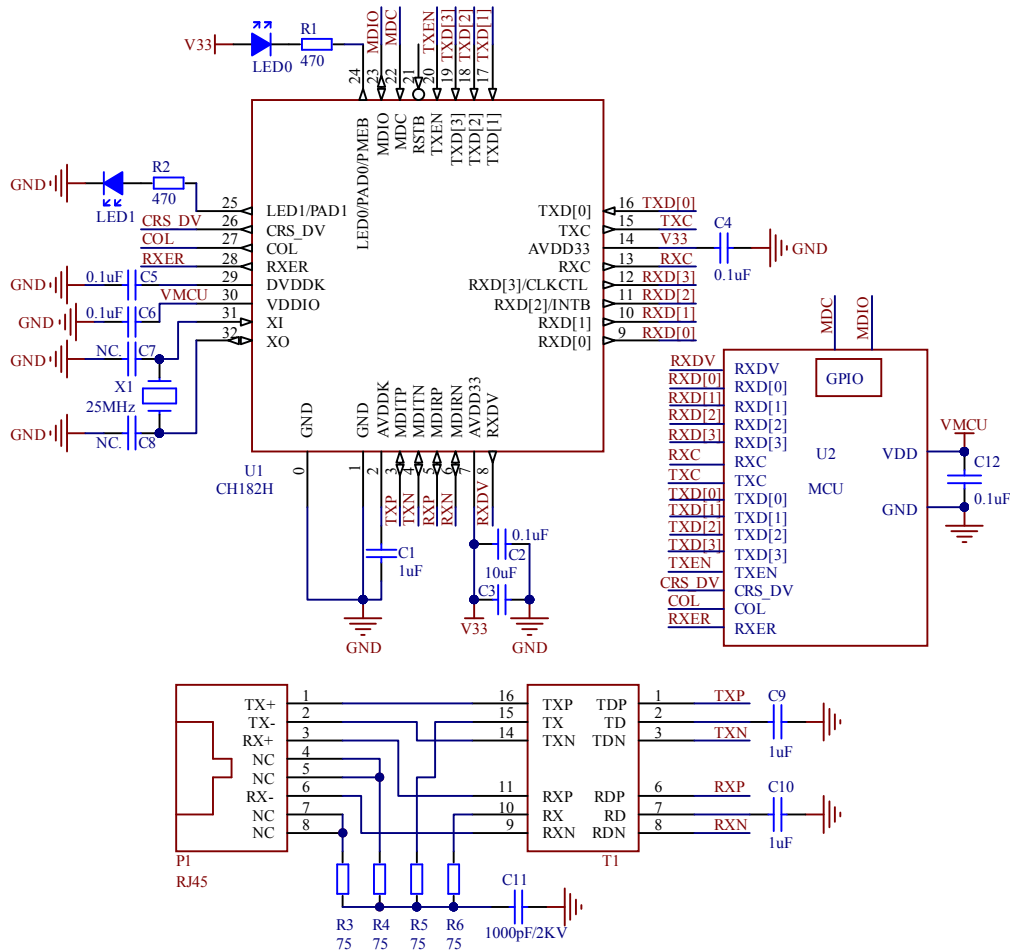 V33
LED0
R1
470
MDIO
MDC
TXEN
TXD[3]
TXD[2]
TXD[1]
24
23
22
21
20
19
18
17
LED0/PAD0/PMEB
MDIO
MDC
RSTB
TXEN
TXD[3]
TXD[2]
TXD[1]
GND
LED1
R2
470
25 LED1/PAD1
CRS_DV 26 CRS_DV
COL 27 COL
RXER 28 RXER
GND 0.1uF C5 29 DVDDK
VMCU 30 VDDIO
GND 0.1uF C6 31 XI
32 XO
GND NC. C7
X1
25MHz
GND NC. C8
TXD[0] 16 TXD[0]
TXC 15 TXC
AVDD33 14 V33
RXC 13 RXC
RXD[3]/CLKCTL 12 RXD[3]
RXD[2]/INTB 11 RXD[2]
RXD[1] 10 RXD[1]
RXD[0] 9 RXD[0]
C4
0.1uF
GND
GND
GND
AVDDK
MDITP
MDITN
MDIRP
MDIRN
AVDD33
RXDV
0
1
2
3
4
5
6
7
8
TXP
TXN
RXP
RXN
RXDV
U1
CH182H
C1
1uF
GND
0.1uF
C2
10uF
C3
V33
GND
MDC
MDIO
GPIO
RXDV RXDV
RXD[0] RXD[0]
RXD[1] RXD[1]
RXD[2] RXD[2]
RXD[3] RXD[3]
RXC RXC
TXC TXC
TXD[0] TXD[0]
TXD[1] TXD[1]
TXD[2] TXD[2]
TXD[3] TXD[3]
TXEN TXEN
CRS_DV CRS_DV
COL COL
RXER RXER
U2
MCU
VDD
GND
VMCU
C12
0.1uF
TX+ 1
TX- 2
RX+ 3
NC 4
NC 5
RX- 6
NC 7
NC 8
P1
RJ45
16 TXP
15 TX
14 TXN
11 RXP
10 RX
9 RXN
TDP 1 TXP
TD 2
TDN 3 TXN
RDP 6 RXP
RD 7
RDN 8 RXN
T1
C9
1uF
C10
1uF
R3
75
R4
75
R5
75
R6
75
C11
1000pF/2KV